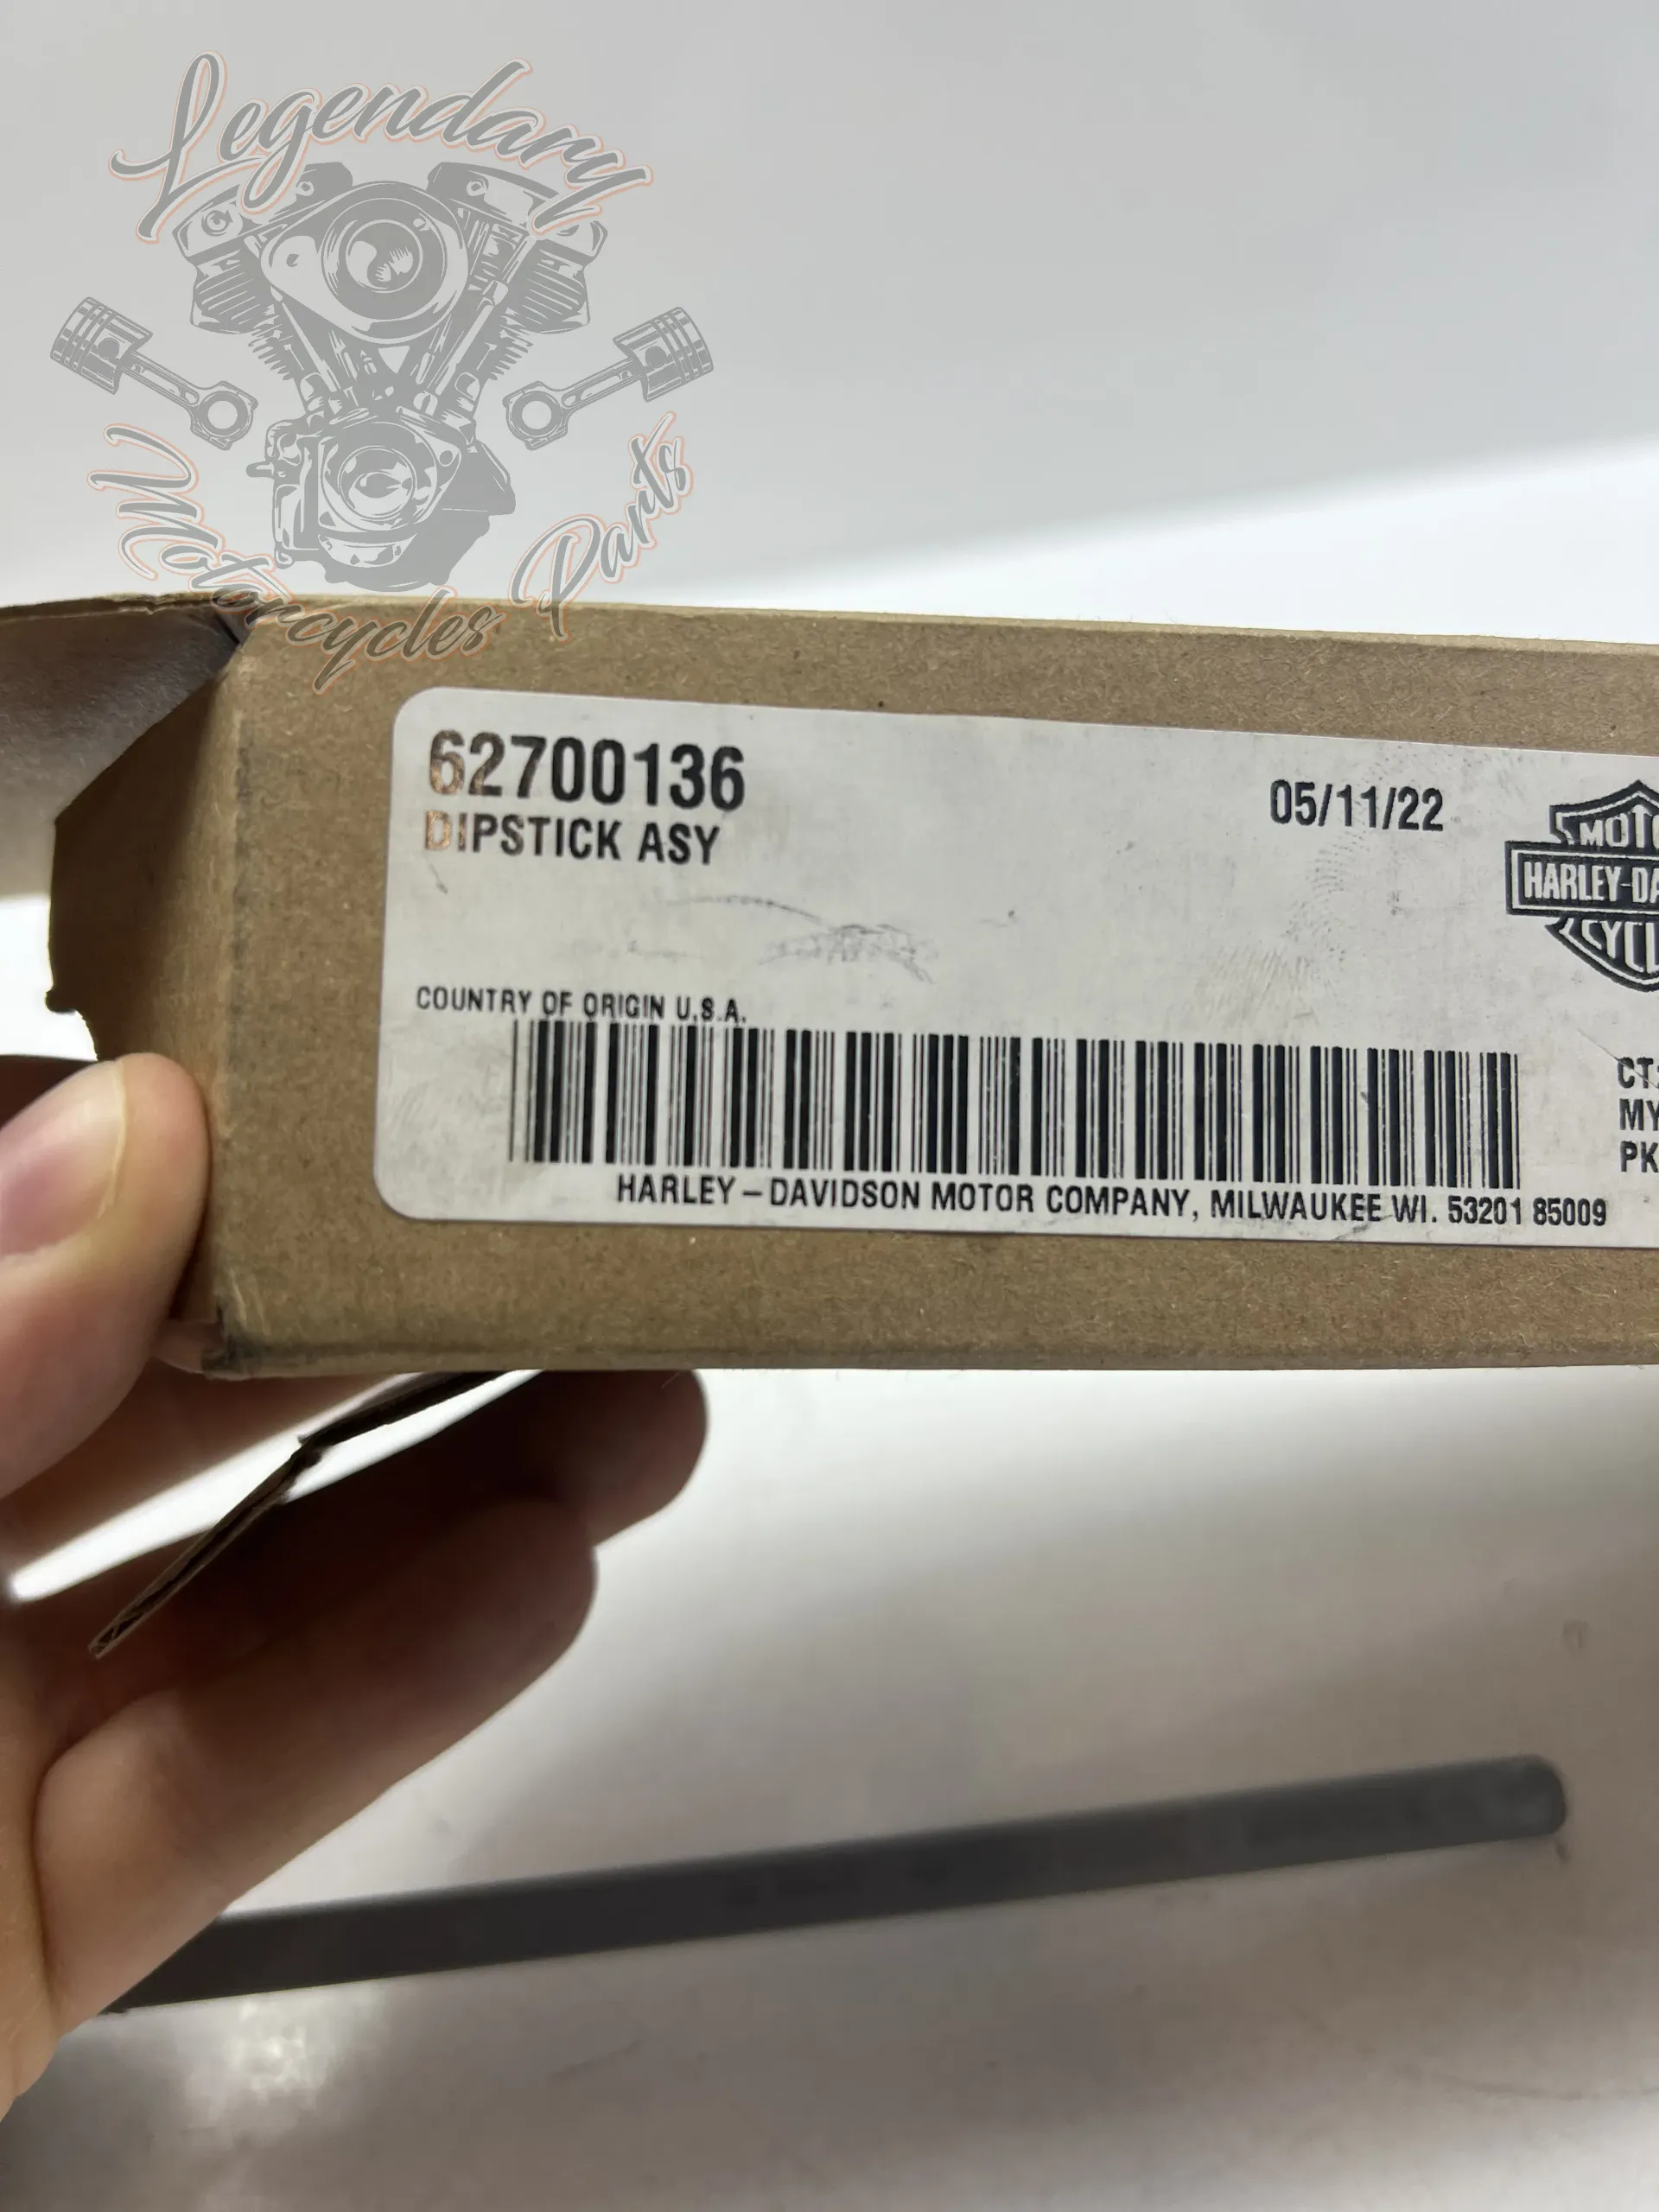 Legendary
Motorcycles Parts
62700136
DIPSTICK ASY
05/11/22
MOTO
HARLEY-DA
CYCL
COUNTRY OF ORIGIN U.S.A.
CT
MY
PK
HARLEY-DAVIDSON MOTOR COMPANY, MILWAUKEE WI. 53201 85009